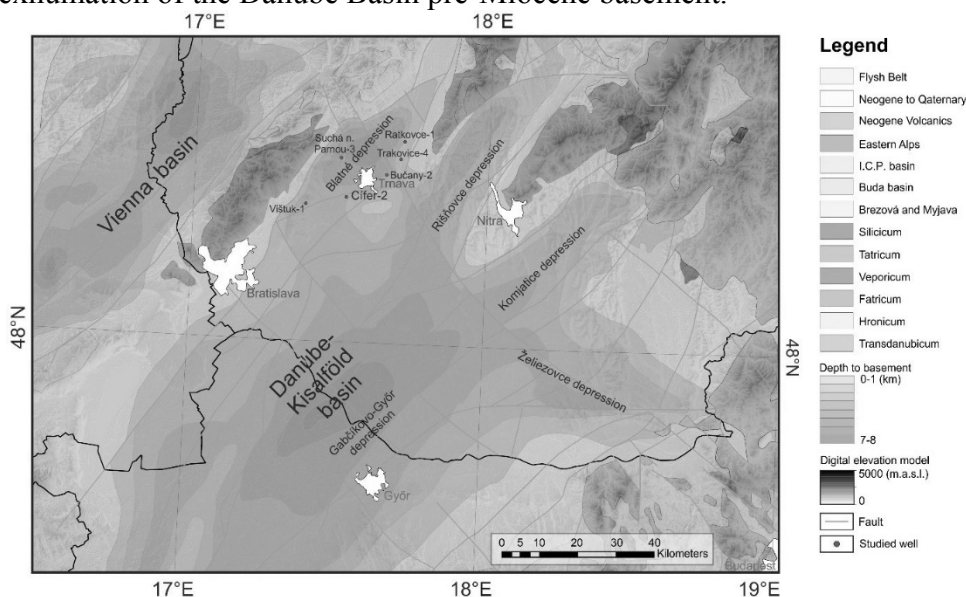 exhumation of the Danube Basin pre-Miocene basement.
17°E
18°E
Legend
Flysh Belt
Neogene to Qaternary
Neogene Volcanics
Eastern Alps
I.C.P. basin
Buda basin
Brezová and Myjava
Silicicum
Tatricum
Veporicum
Fatricum
Hronicum
Transdanubicum
Depth to basement
0-1 (km)
7-8
Digital elevation model
5000 (m.a.s.l.)
0
Fault
Studied well
Vienna basin
Suchá n.
Parnou-3
Blatné depression
Ratkovce-1
Trakovice-4
Bučany-2
Trnava
Cífer-2
Vištuk-1
Rišňovce depression
Nitra
Komjatice depression
Bratislava
48°N
48°N
Danube-
Kisalföld
basin
Želiezovce depression
Gabčíkovo-Győr
depression
Győr
0 5 10 20 30 40
Kilometers
Budapest
17°E
18°E
19°E